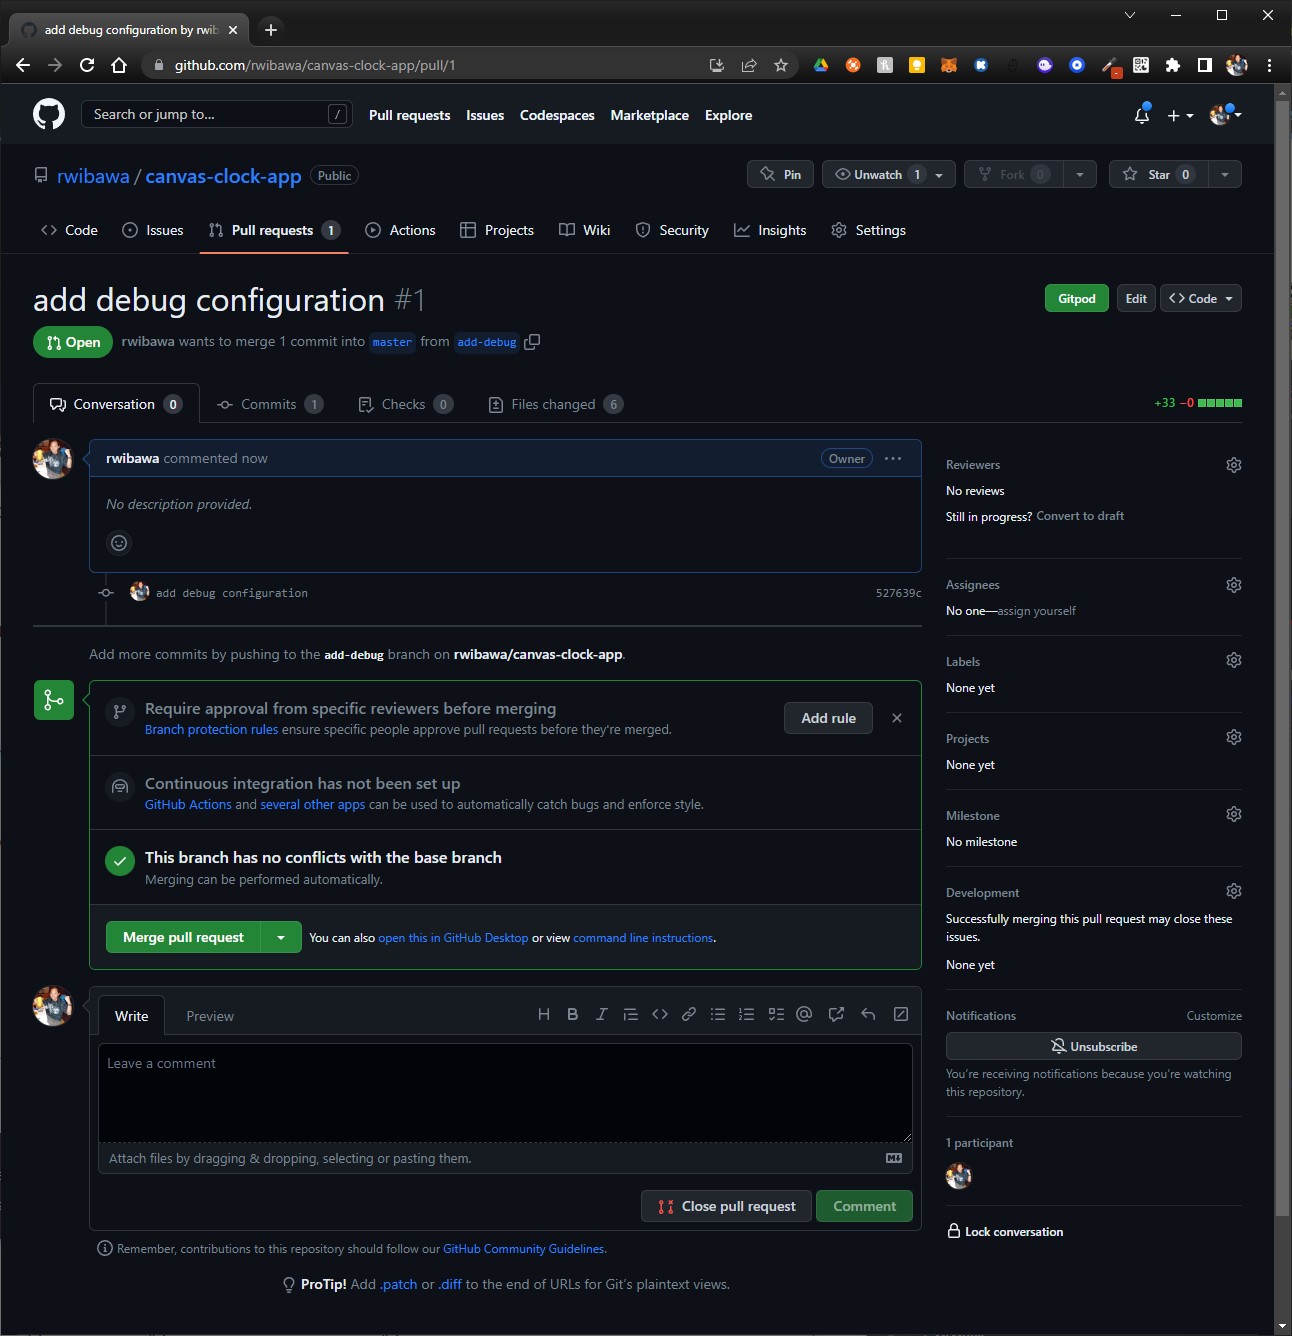 add debug configuration by rwib
github.com/rwibawa/canvas-clock-app/pull/1
Search or jump to... /
Pull requests Issues Codespaces Marketplace Explore
rwibawa / canvas-clock-app Public
Pin Unwatch 1 Fork 0 Star 0
Code Issues Pull requests 1 Actions Projects Wiki Security Insights Settings
add debug configuration #1
Gitpod Edit Code
Open rwibawa wants to merge 1 commit into master from add-debug
Conversation 0 Commits 1 Checks 0 Files changed 6
+33 −0
rwibawa commented now Owner
No description provided.
add debug configuration 527639c
Add more commits by pushing to the add-debug branch on rwibawa/canvas-clock-app.
Require approval from specific reviewers before merging
Branch protection rules ensure specific people approve pull requests before they're merged.
Add rule
Continuous integration has not been set up
GitHub Actions and several other apps can be used to automatically catch bugs and enforce style.
This branch has no conflicts with the base branch
Merging can be performed automatically.
Merge pull request You can also open this in GitHub Desktop or view command line instructions.
Write Preview
Leave a comment
Attach files by dragging & dropping, selecting or pasting them.
Close pull request Comment
Remember, contributions to this repository should follow our GitHub Community Guidelines.
ProTip! Add .patch or .diff to the end of URLs for Git's plaintext views.
Reviewers
No reviews
Still in progress? Convert to draft
Assignees
No one—assign yourself
Labels
None yet
Projects
None yet
Milestone
No milestone
Development
Successfully merging this pull request may close these
issues.
None yet
Notifications Customize
Unsubscribe
You're receiving notifications because you're watching
this repository.
1 participant
Lock conversation